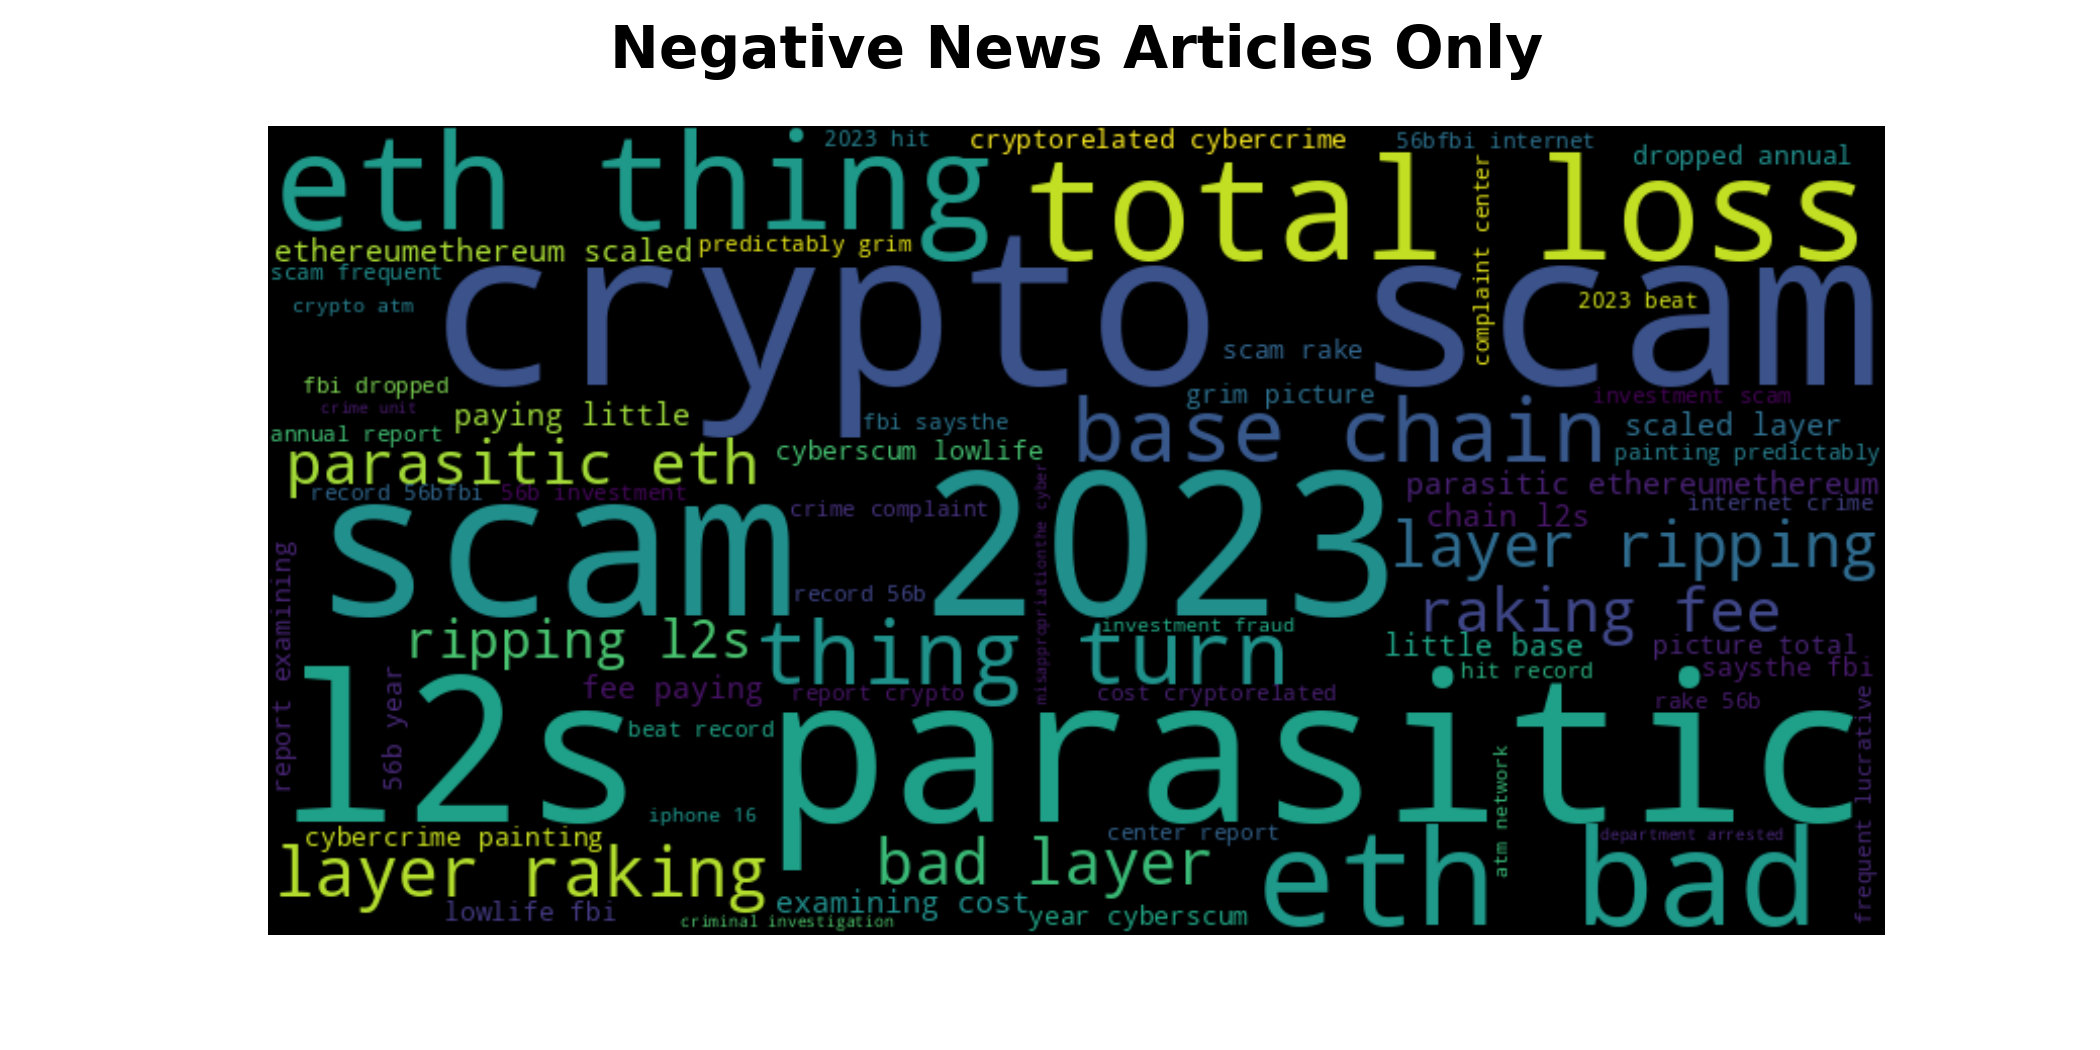 Negative News Articles Only
eth thing
2023 hit
cryptorelated cybercrime
56bfbi internet
dropped annual
total loss
complaint center
ethereumethereum scaled
predictably grim
scam frequent
crypto atm
crypto scam
2023 beat
scam rake
fbi dropped
crime unit
paying little
annual report
fbi saysthe
grim picture
investment scam
base chain
scaled layer
painting predictably
parasitic eth
cyberscum lowlife
record 56bfbi
56b investment
parasitic ethereumethereum
internet crime
chain l2s
crime complaint
misappropriationthe cyber
scam 2023
layer ripping
report examining
record 56b
raking fee
ripping l2s
thing turn
investment fraud
little base
picture total
hit record
saysthe fbi
56b year
fee paying
report crypto
cost cryptorelated
rake 56b
frequent lucrative
beat record
l2s parasitic
atm network
iphone 16
cybercrime painting
center report
department arrested
layer raking
bad layer
eth bad
lowlife fbi
examining cost
criminal investigation
year cyberscum